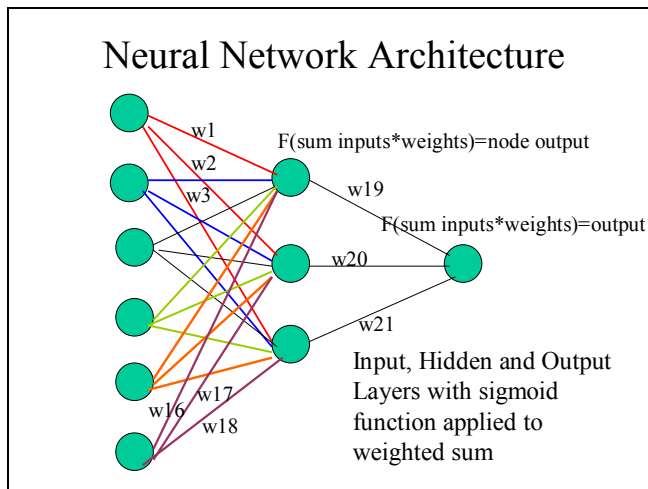 Neural Network Architecture
w1
F(sum inputs*weights)=node output
w2
w3
w19
F(sum inputs*weights)=output
w20
w21
Input, Hidden and Output
Layers with sigmoid
function applied to
weighted sum
w17
w16
w18